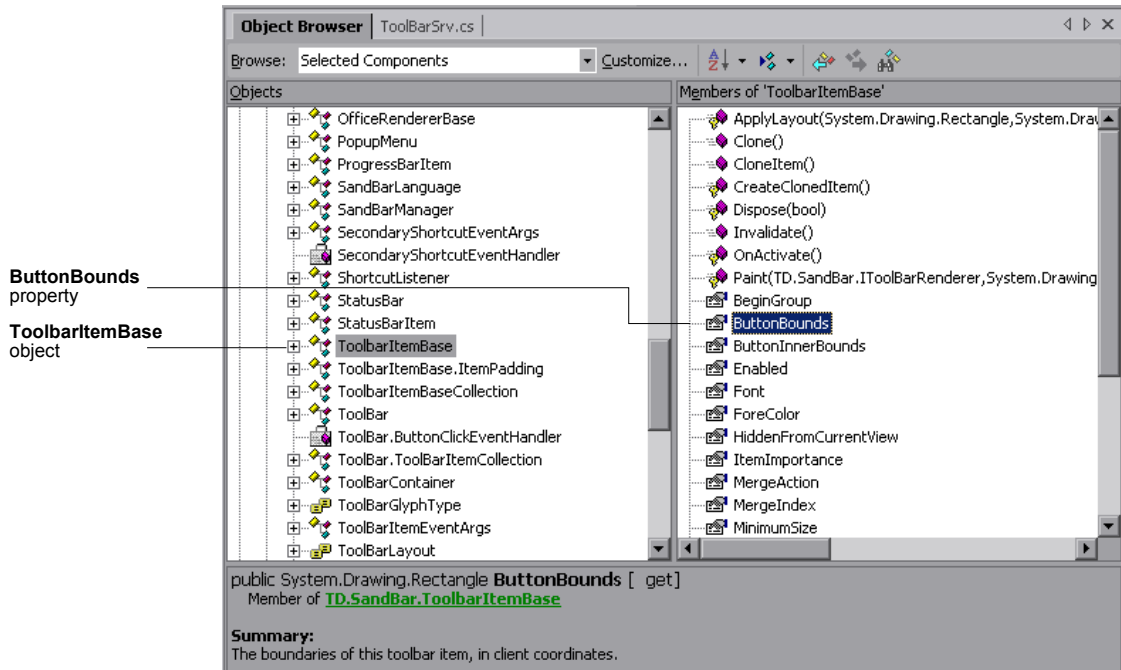 Object Browser ToolBarSrv.cs
Browse: Selected Components Customize...
Objects
OfficeRendererBase
PopupMenu
ProgressBarItem
SandBarLanguage
SandBarManager
SecondaryShortcutEventArgs
SecondaryShortcutEventHandler
ShortcutListener
StatusBar
StatusBarItem
ToolbarItemBase
ToolbarItemBase.ItemPadding
ToolbarItemBaseCollection
ToolBar
ToolBar.ButtonClickEventHandler
ToolBar.ToolBarItemCollection
ToolBarContainer
ToolBarGlyphType
ToolBarItemEventArgs
ToolBarLayout
Members of 'ToolbarItemBase'
ApplyLayout(System.Drawing.Rectangle,System.Drav
Clone()
CloneItem()
CreateClonedItem()
Dispose(bool)
Invalidate()
OnActivate()
Paint(TD.SandBar.IToolBarRenderer,System.Drawing
BeginGroup
ButtonBounds
ButtonInnerBounds
Enabled
Font
ForeColor
HiddenFromCurrentView
ItemImportance
MergeAction
MergeIndex
MinimumSize
ButtonBounds
property
ToolbarItemBase
object
public System.Drawing.Rectangle ButtonBounds [ get]
Member of TD.SandBar.ToolbarItemBase
Summary:
The boundaries of this toolbar item, in client coordinates.